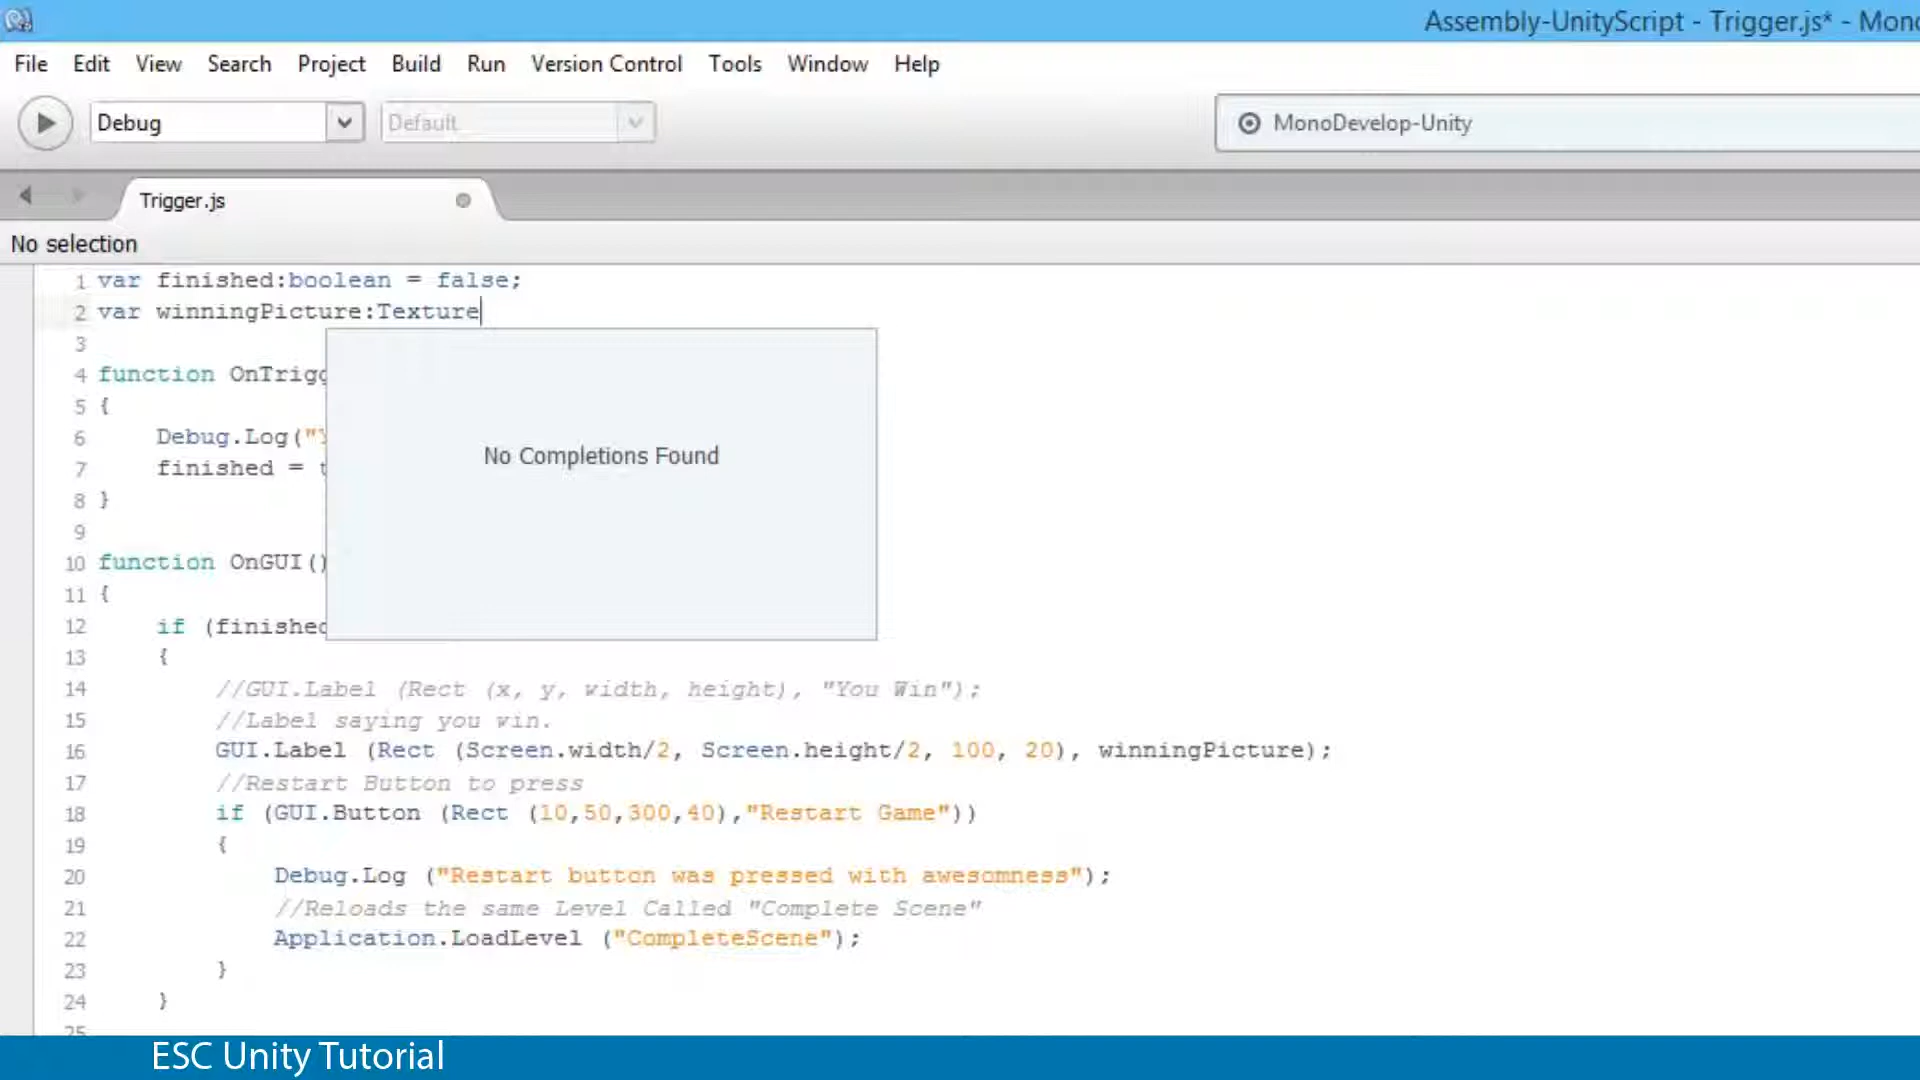 Assembly-UnityScript - Trigger.js* - Mono
File Edit View Search Project Build Run Version Control Tools Window Help
Debug Default MonoDevelop-Unity
Trigger.js
No selection
1 var finished:boolean = false;
2 var winningPicture:Texture
3
4 function OnTrigg
5 {
6 Debug.Log("Y
7 finished = t
8 }
9
10 function OnGUI()
11 {
12 if (finished
13 {
14 //GUI.Label (Rect (x, y, width, height), "You Win");
15 //Label saying you win.
16 GUI.Label (Rect (Screen.width/2, Screen.height/2, 100, 20), winningPicture);
17 //Restart Button to press
18 if (GUI.Button (Rect (10,50,300,40),"Restart Game"))
19 {
20 Debug.Log ("Restart button was pressed with awesomness");
21 //Reloads the same Level Called "Complete Scene"
22 Application.LoadLevel ("CompleteScene");
23 }
24 }
25
No Completions Found
ESC Unity Tutorial